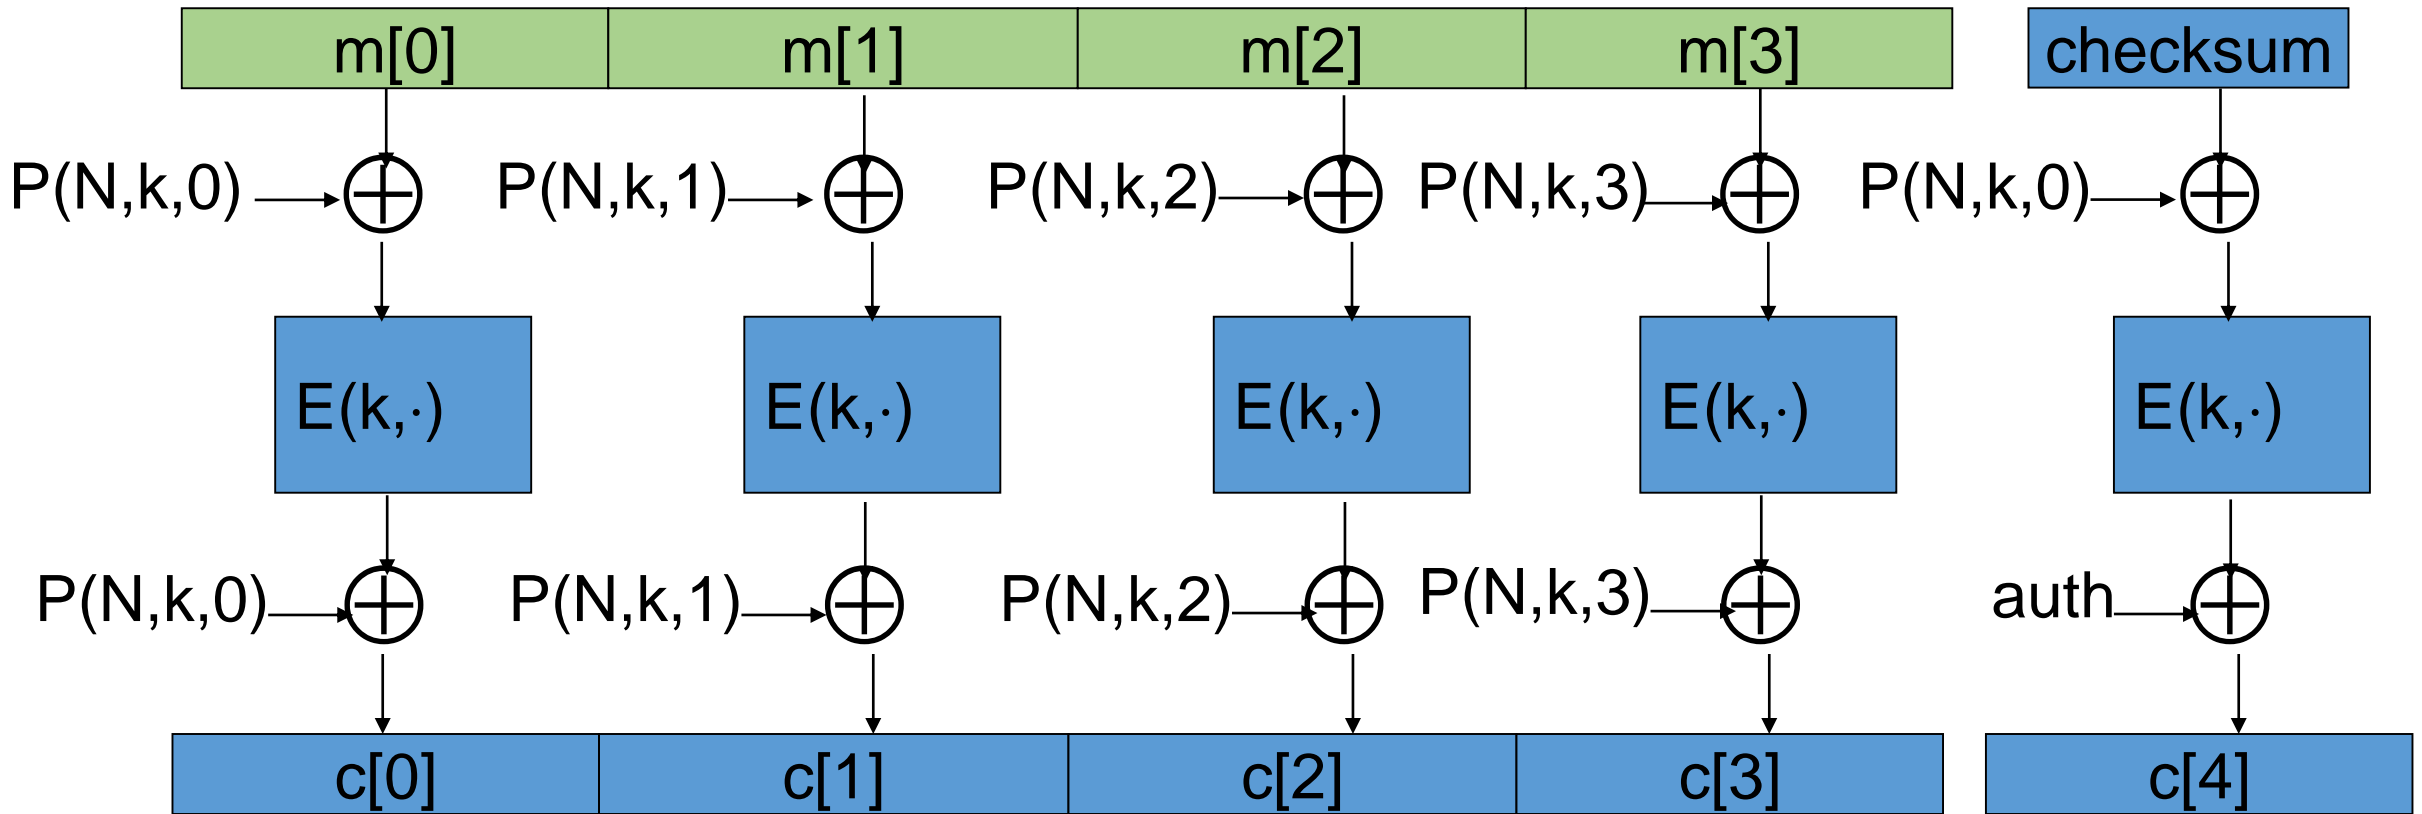 m[0] m[1] m[2] m[3] checksum
P(N,k,0) P(N,k,1) P(N,k,2) P(N,k,3) P(N,k,0)
E(k,·) E(k,·) E(k,·) E(k,·) E(k,·)
P(N,k,0) P(N,k,1) P(N,k,2) P(N,k,3) auth
c[0] c[1] c[2] c[3] c[4]